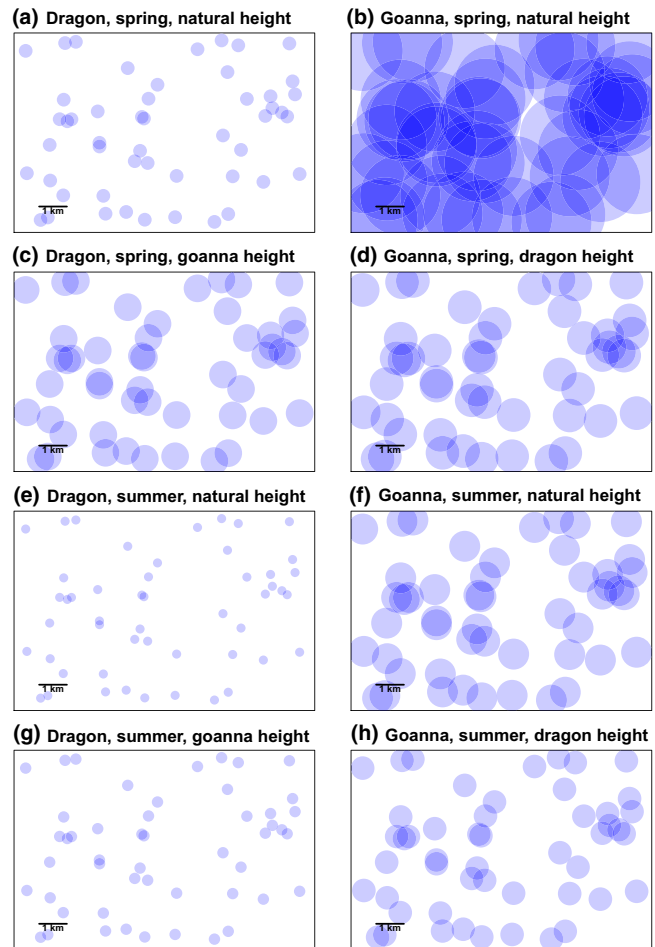 (a) Dragon, spring, natural height
(b) Goanna, spring, natural height
1 km
1 km
(c) Dragon, spring, goanna height
(d) Goanna, spring, dragon height
1 km
1 km
(e) Dragon, summer, natural height
(f) Goanna, summer, natural height
1 km
1 km
(g) Dragon, summer, goanna height
(h) Goanna, summer, dragon height
1 km
1 km